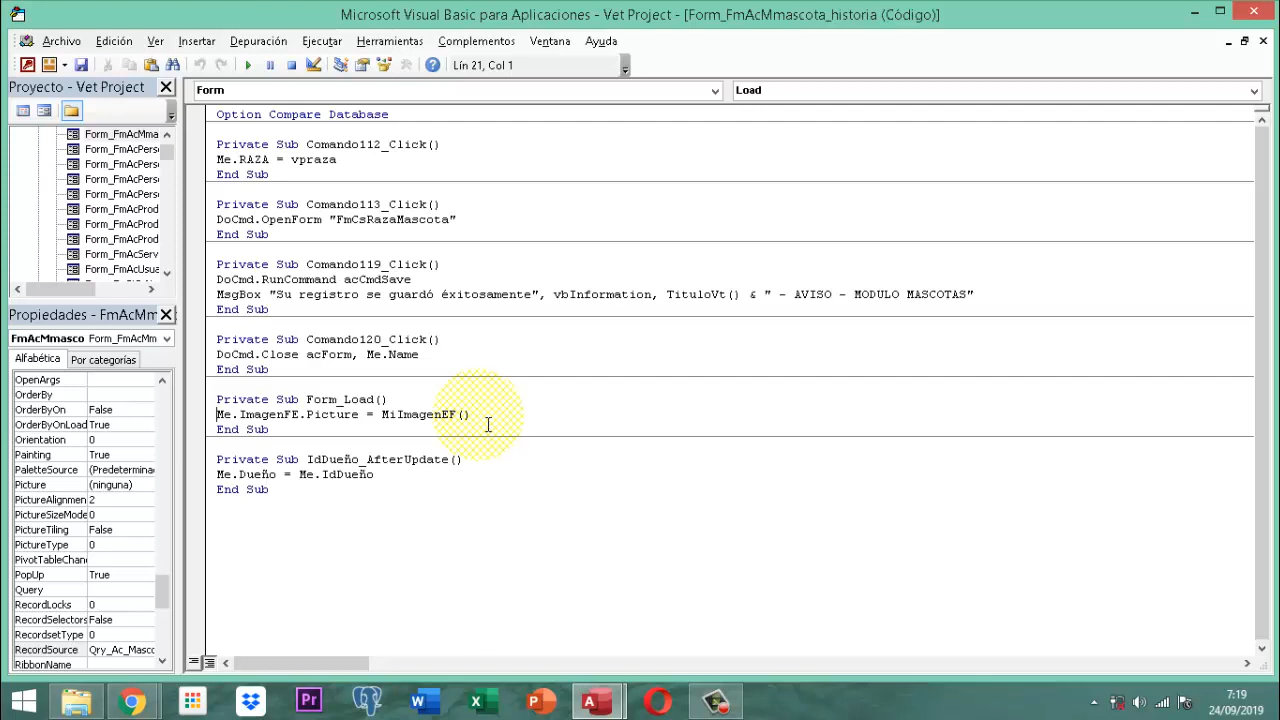 Microsoft Visual Basic para Aplicaciones - Vet Project - [Form_FmAcMmascota_historia (Código)]
Archivo Edición Ver Insertar Formato Depuración Ejecutar Herramientas Complementos Ventana Ayuda
Lín 21, Col 1
Proyecto - Vet Project
Form
Load
Form_FmAcMma
Form_FmAcPerso
Form_FmAcPerso
Form_FmAcPerso
Form_FmAcPerso
Form_FmAcProd
Form_FmAcProd
Form_FmAcProd
Form_FmAcServ
Form_FmAcUsua
Propiedades - FmAcMm
FmAcMmasco Form_FmAcMm
Alfabética Por categorías
OpenArgs
OrderBy
OrderByOn False
OrderByOnLoad True
Orientation 0
Painting True
PaletteSource (Predetermina
Picture (ninguna)
PictureAlignmen 2
PictureSizeMode 0
PictureTiling False
PictureType 0
PivotTableChan
PopUp True
Query
RecordLocks 0
RecordSelectors False
RecordsetType 0
RecordSource Qry_Ac_Masco
RibbonName
Option Compare Database
Private Sub Comando112_Click()
Me.RAZA = vpraza
End Sub
Private Sub Comando113_Click()
DoCmd.OpenForm "FmCsRazaMascota"
End Sub
Private Sub Comando119_Click()
DoCmd.RunCommand acCmdSave
MsgBox "Su registro se guardó éxitosamente", vbInformation, TituloVt() & " - AVISO - MODULO MASCOTAS"
End Sub
Private Sub Comando120_Click()
DoCmd.Close acForm, Me.Name
End Sub
Private Sub Form_Load()
Me.ImagenFE.Picture = MiImagenEF()
End Sub
Private Sub IdDueño_AfterUpdate()
Me.Dueño = Me.IdDueño
End Sub
7:19
24/09/2019